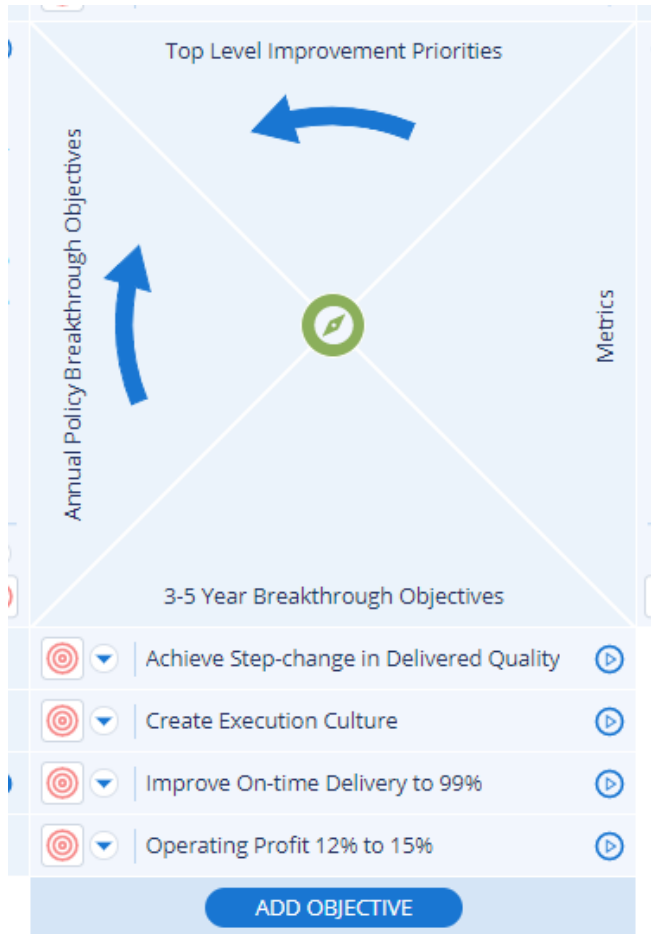 Top Level Improvement Priorities
Annual Policy Breakthrough Objectives
Metrics
3-5 Year Breakthrough Objectives
Achieve Step-change in Delivered Quality
Create Execution Culture
Improve On-time Delivery to 99%
Operating Profit 12% to 15%
ADD OBJECTIVE